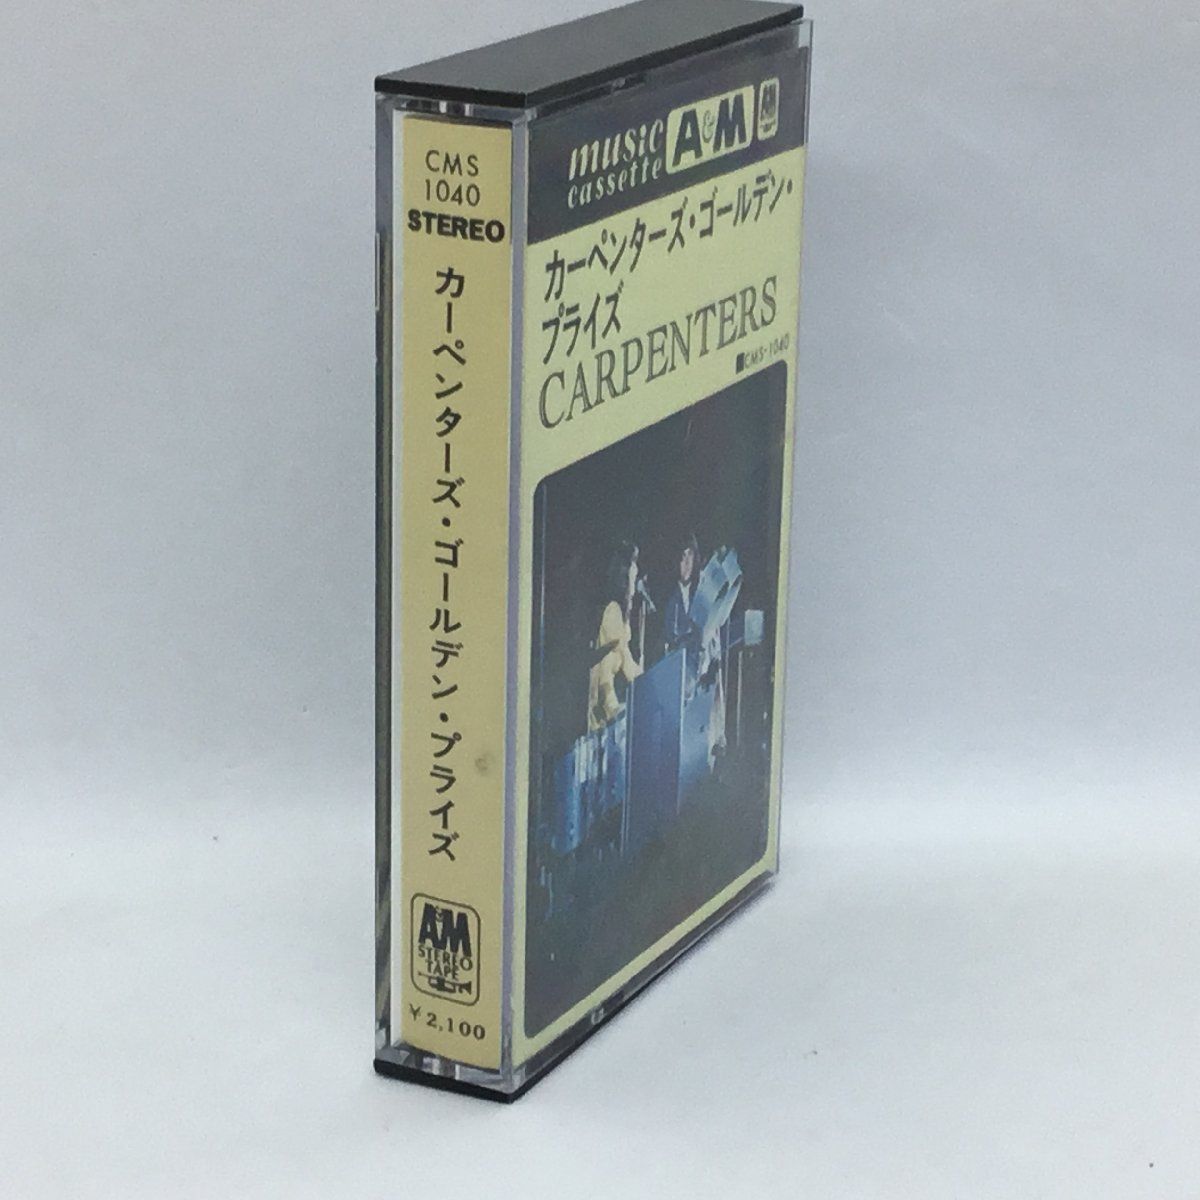 CMS
1040
STEREO
カーペンターズ・ゴールデン・プライズ
A&M
STEREO
TAPE
¥2,100
music
cassette
A&M
カーペンターズ・ゴールデン・
プライズ
CARPENTERS
■CMS-1040